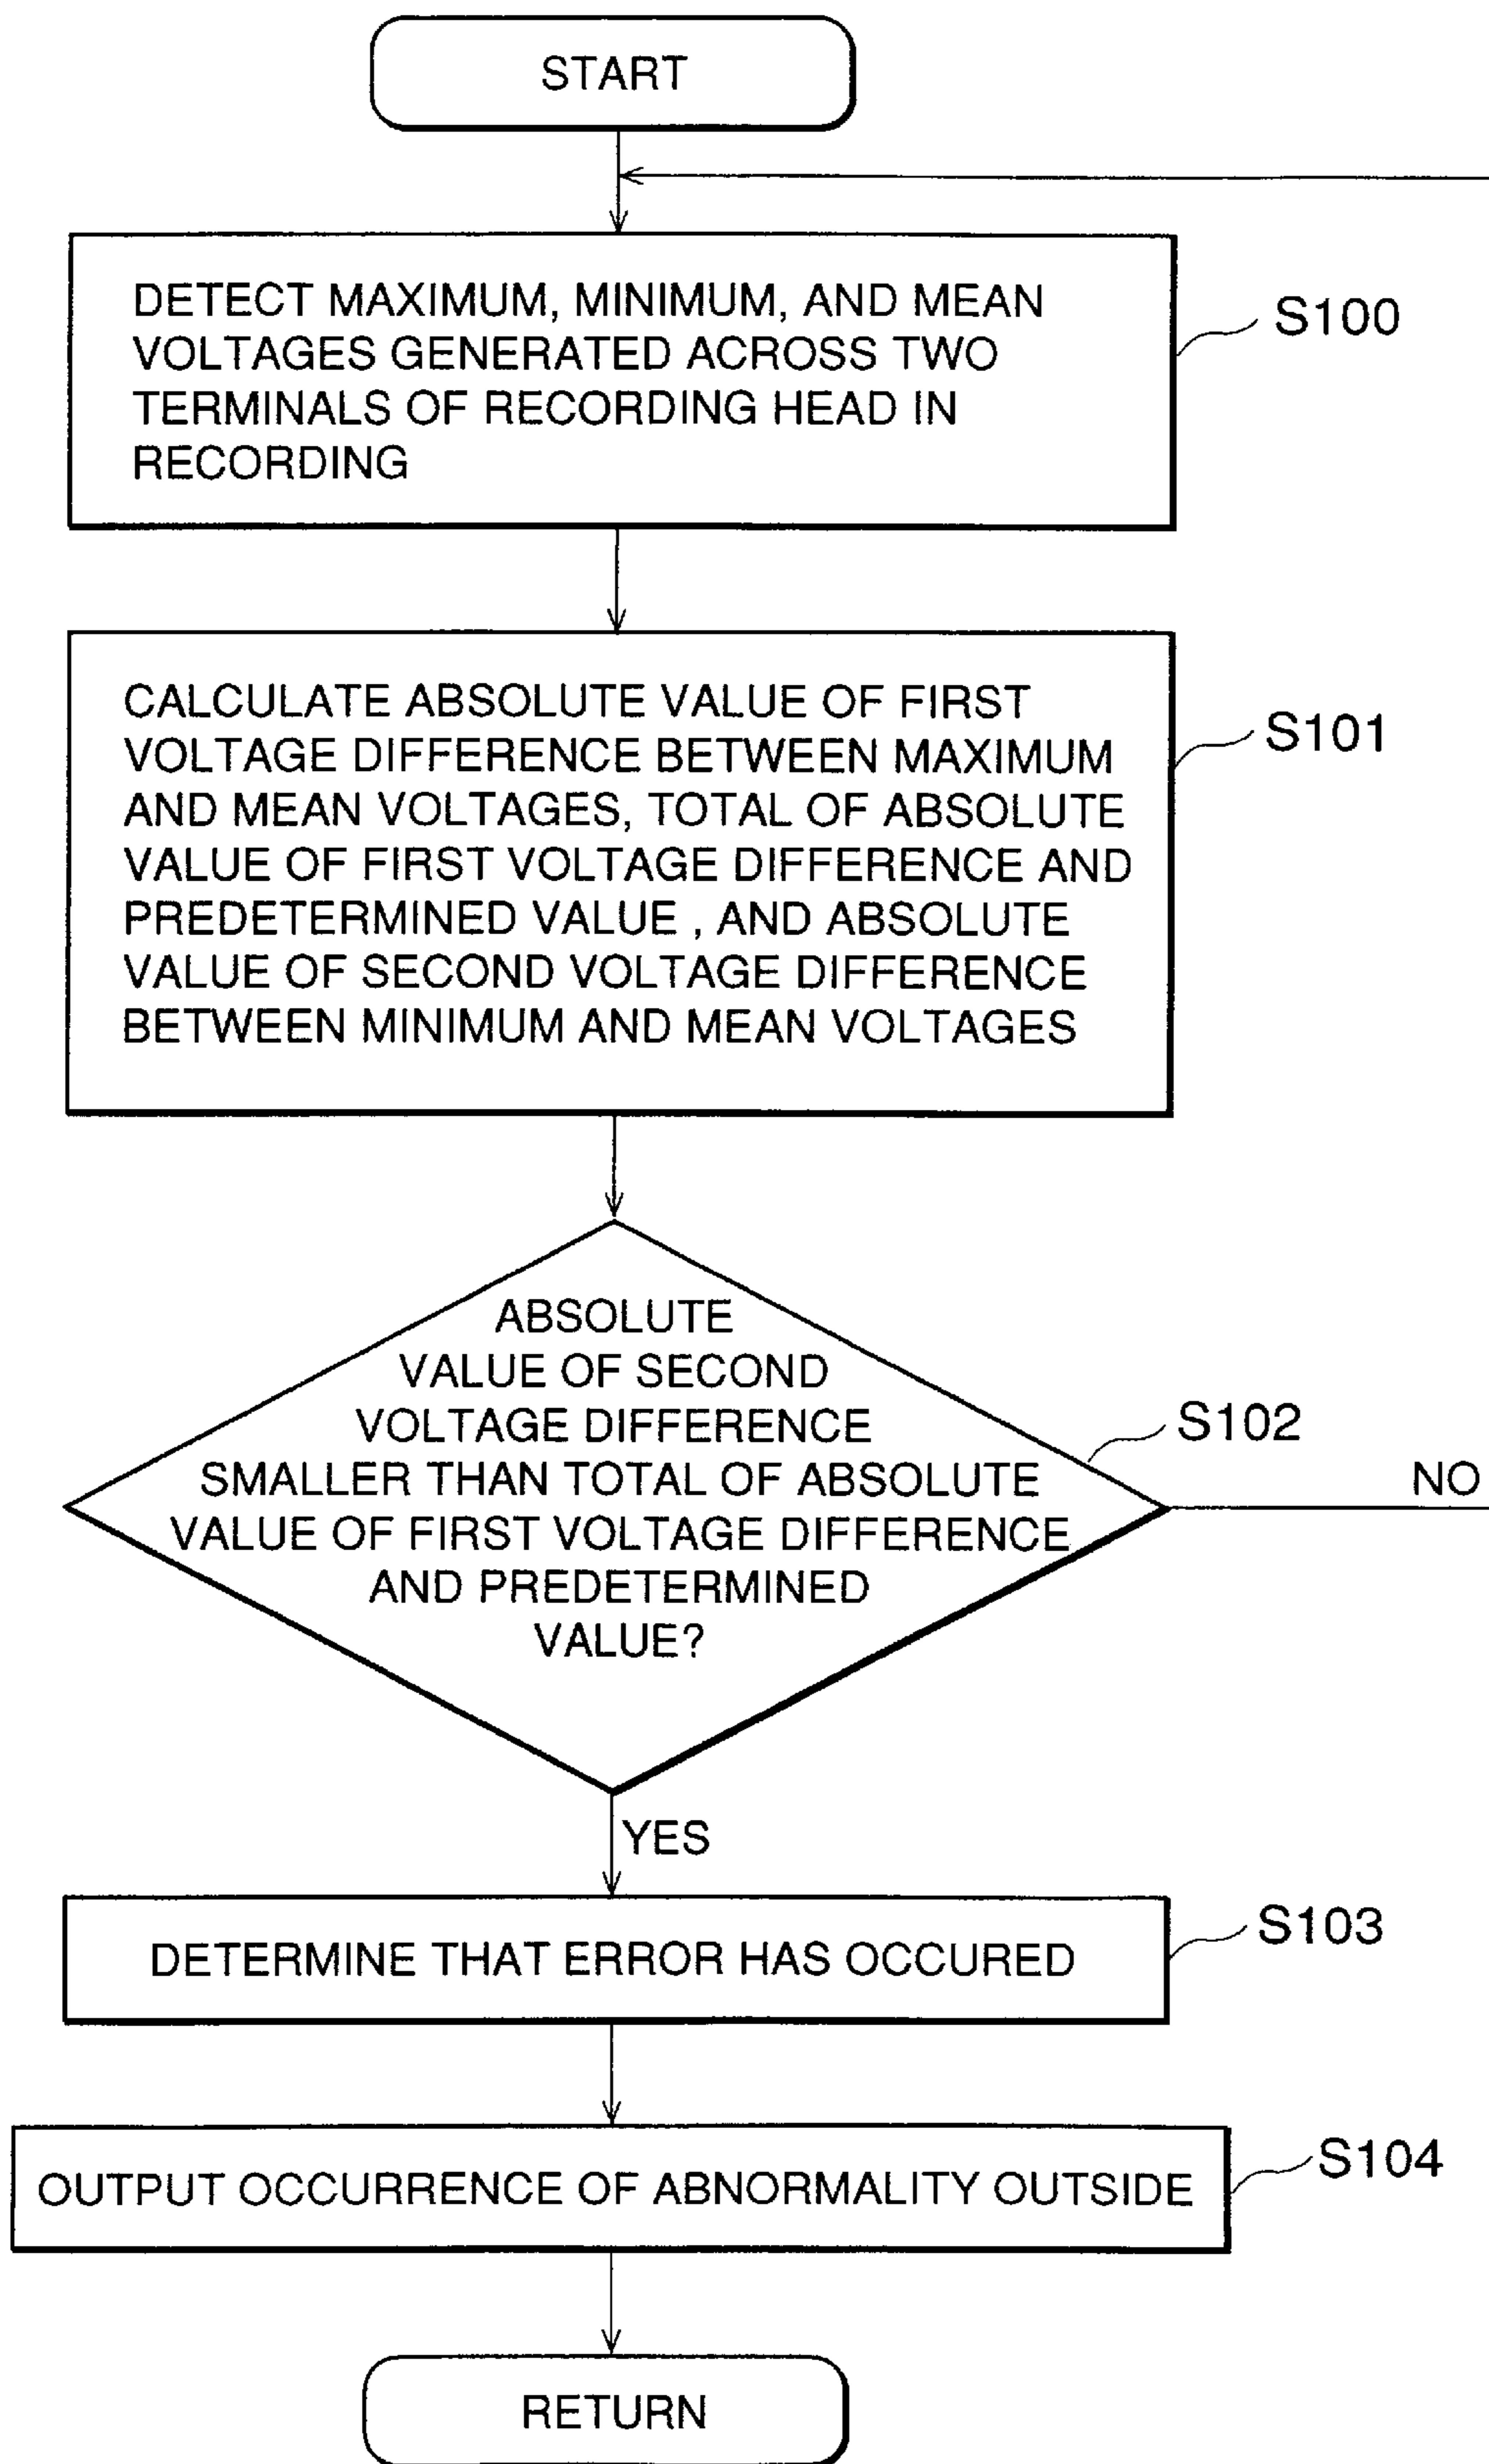 START
DETECT MAXIMUM, MINIMUM, AND MEAN
VOLTAGES GENERATED ACROSS TWO
TERMINALS OF RECORDING HEAD IN
RECORDING
S100
CALCULATE ABSOLUTE VALUE OF FIRST
VOLTAGE DIFFERENCE BETWEEN MAXIMUM
AND MEAN VOLTAGES, TOTAL OF ABSOLUTE
VALUE OF FIRST VOLTAGE DIFFERENCE AND
PREDETERMINED VALUE , AND ABSOLUTE
VALUE OF SECOND VOLTAGE DIFFERENCE
BETWEEN MINIMUM AND MEAN VOLTAGES
S101
ABSOLUTE
VALUE OF SECOND
VOLTAGE DIFFERENCE
SMALLER THAN TOTAL OF ABSOLUTE
VALUE OF FIRST VOLTAGE DIFFERENCE
AND PREDETERMINED
VALUE?
S102
NO
YES
DETERMINE THAT ERROR HAS OCCURED
S103
OUTPUT OCCURRENCE OF ABNORMALITY OUTSIDE
S104
RETURN